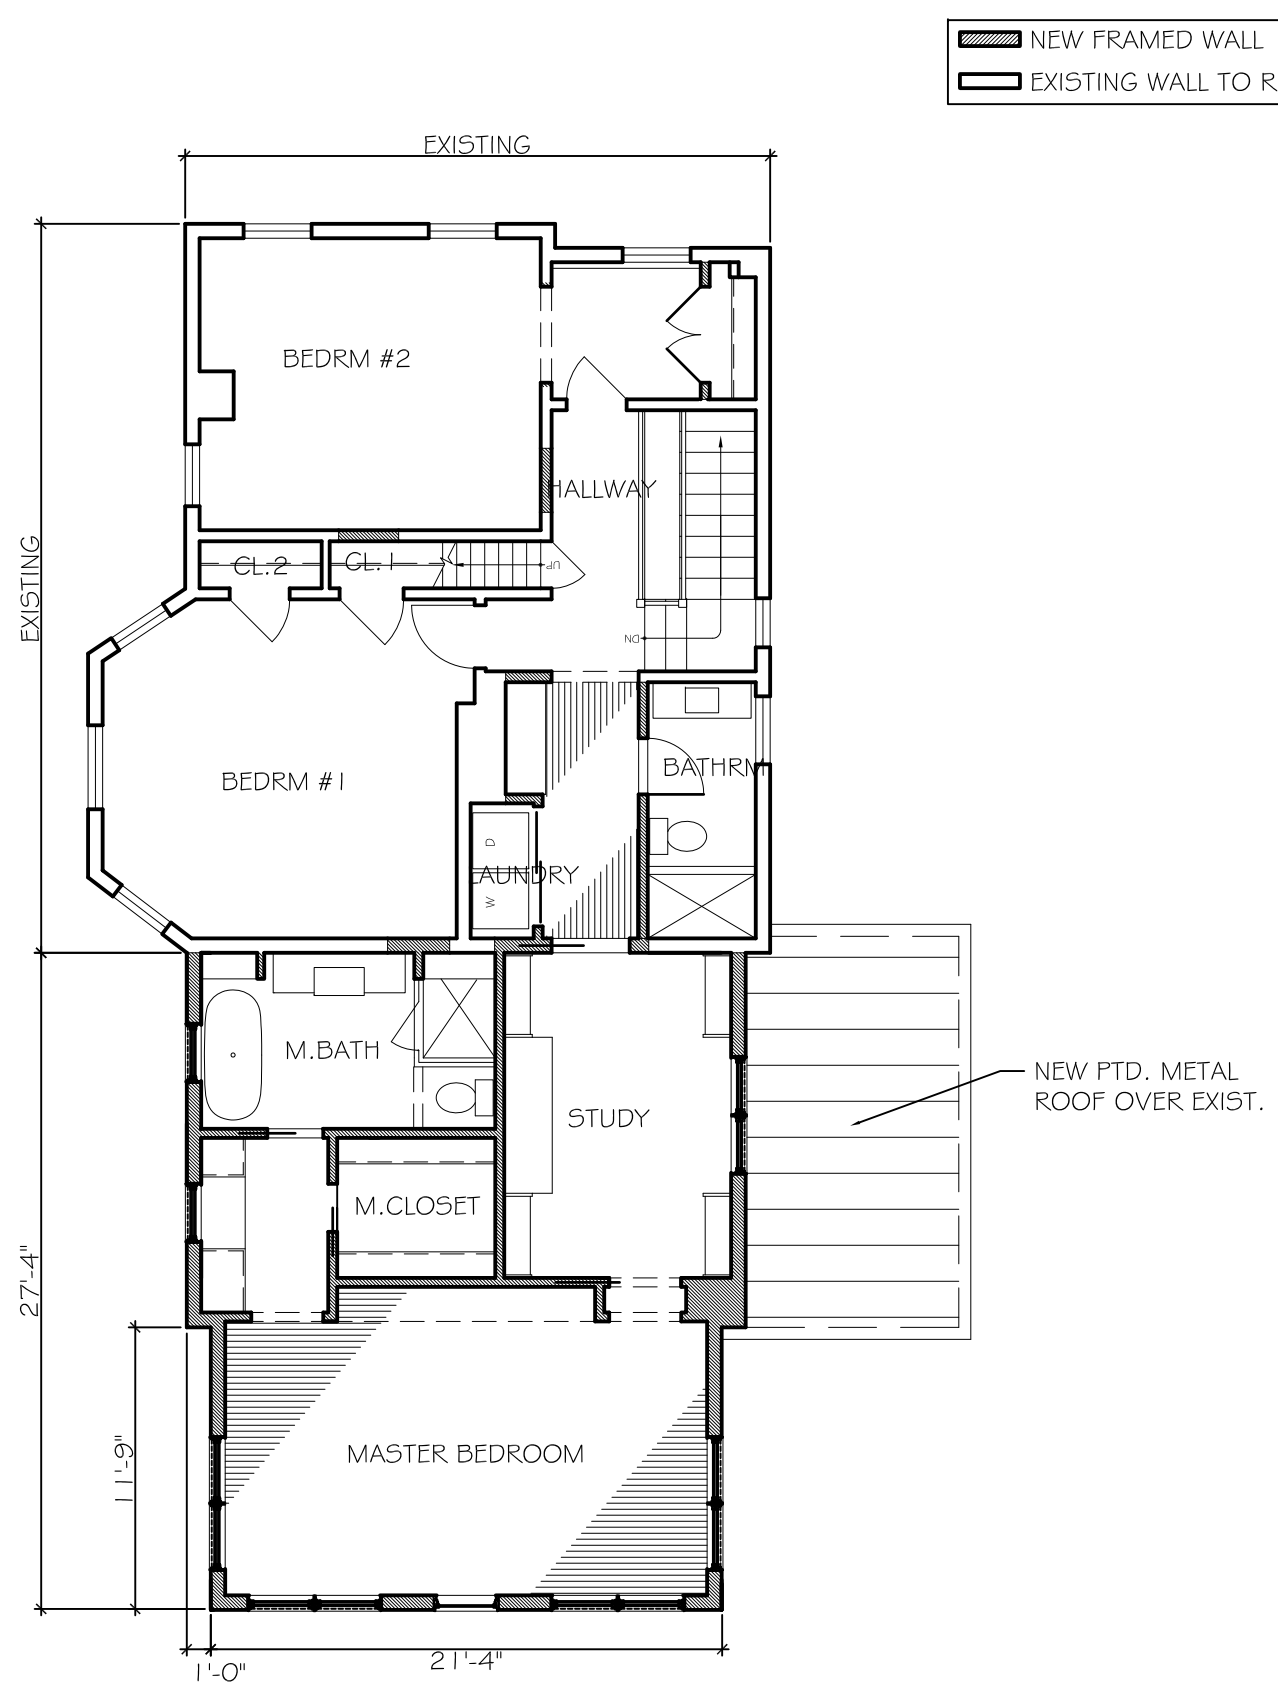 NEW FRAMED WALL
EXISTING WALL TO R
EXISTING
BEDRM #2
HALLWAY
EXISTING
CL.2
CL.1
UP
DN
BATHRM
BEDRM #1
D
LAUNDRY
W
M.BATH
NEW PTD. METAL
ROOF OVER EXIST.
STUDY
M.CLOSET
27'-4"
11'-9"
MASTER BEDROOM
1'-0"
21'-4"